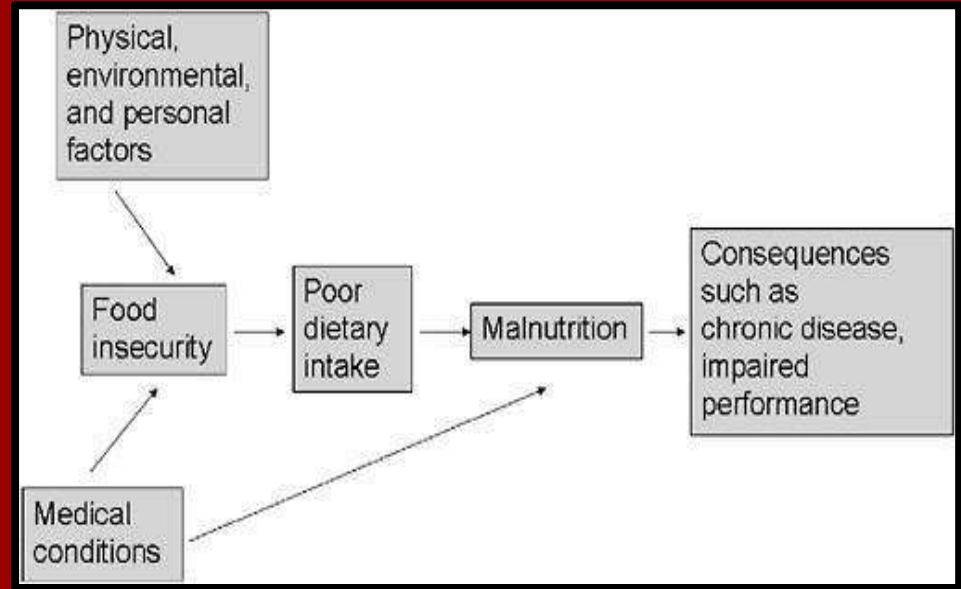 Physical,
environmental,
and personal
factors
Food
insecurity
Poor
dietary
intake
Malnutrition
Consequences
such as
chronic disease,
impaired
performance
Medical
conditions